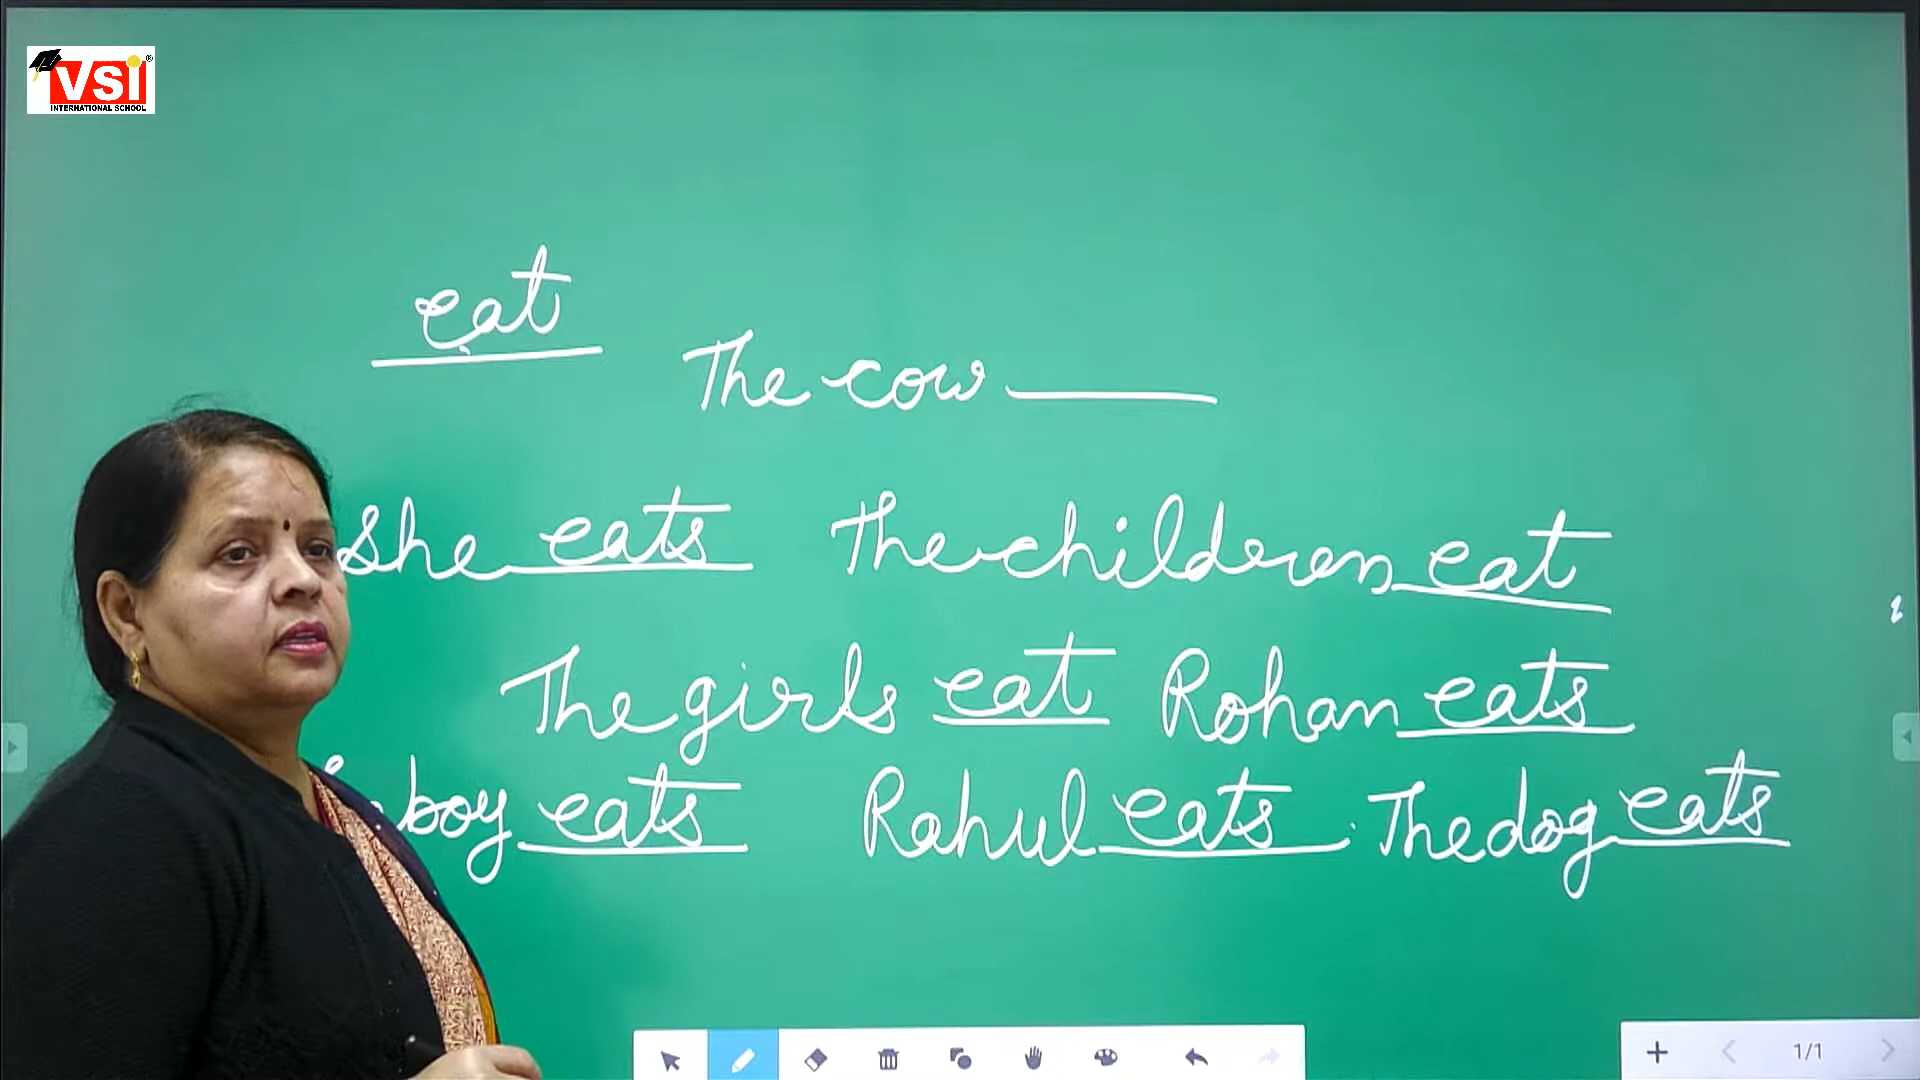 VSI
INTERNATIONAL SCHOOL
eat
The cow
She eats The children eat
The girls eat Rohan eats
boy eats Rahul eats. The dog eats
1/1